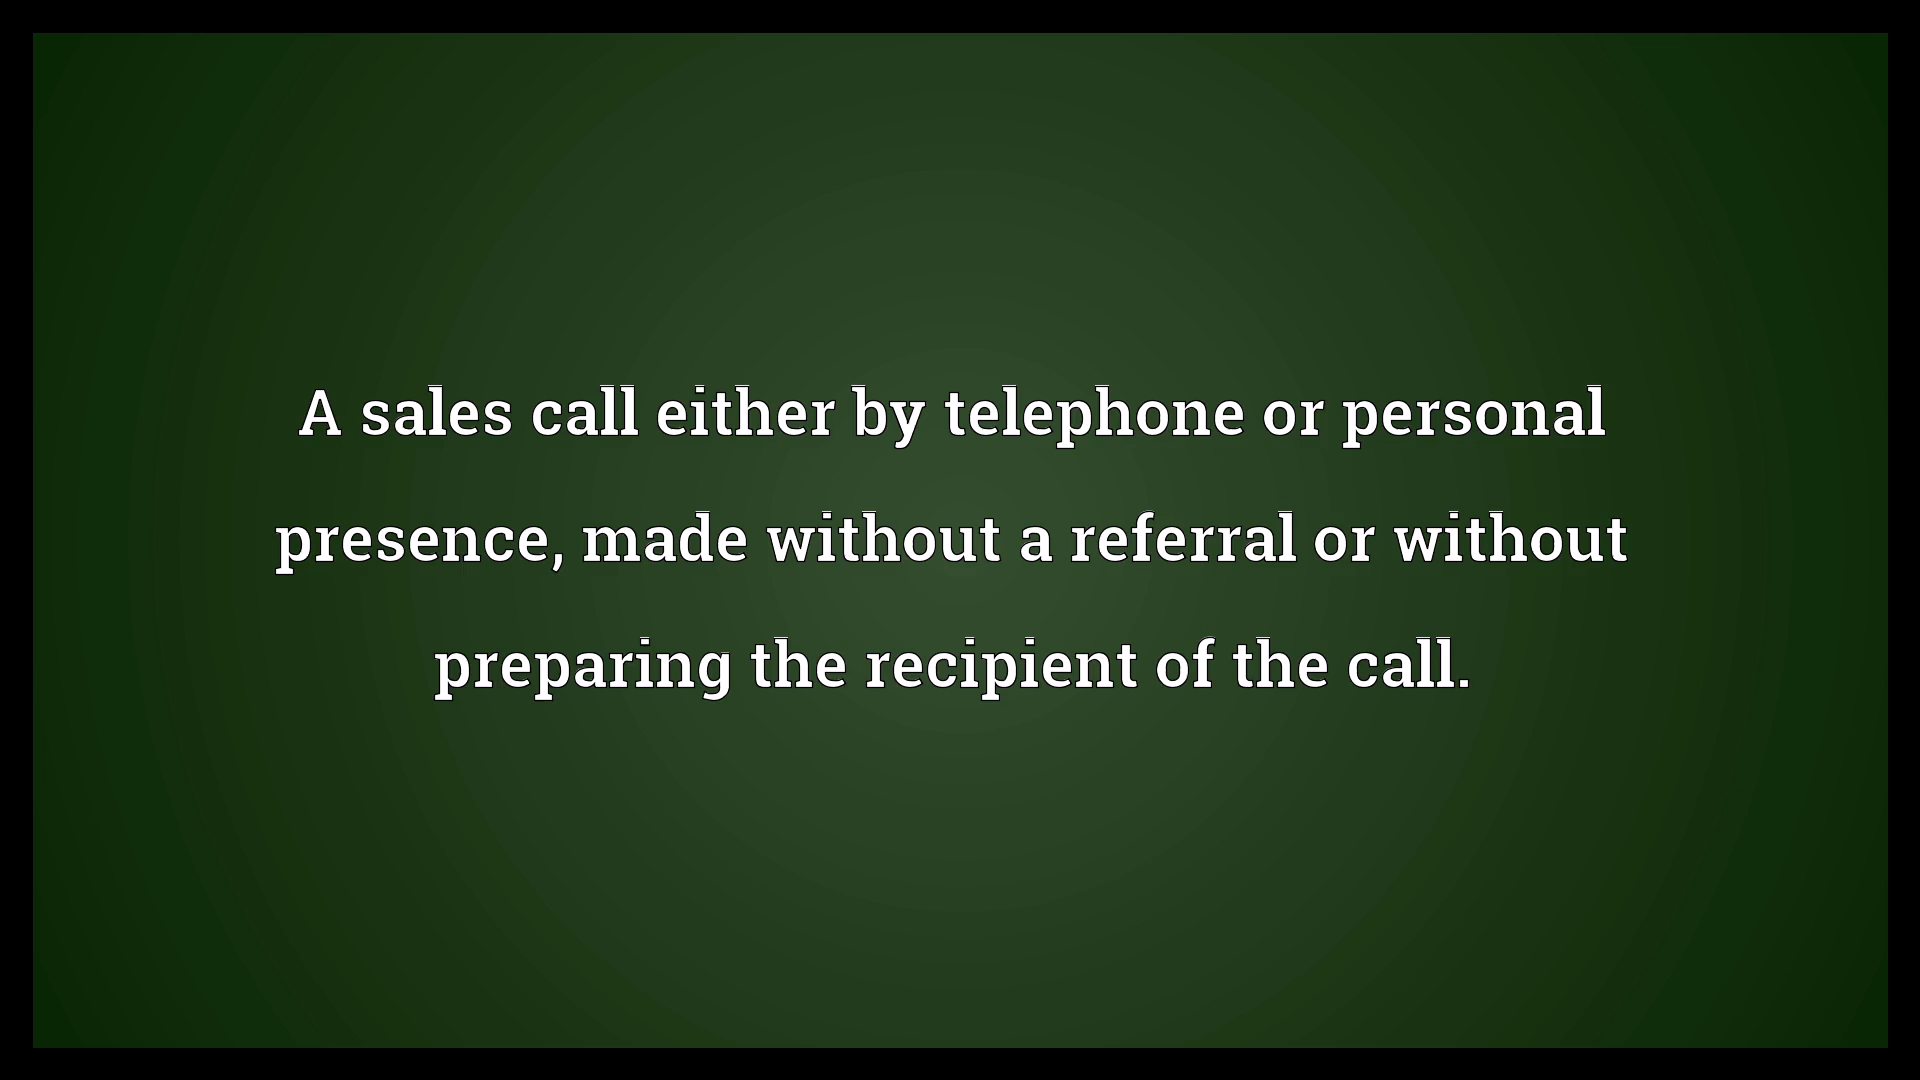 A sales call either by telephone or personal
presence, made without a referral or without
preparing the recipient of the call.